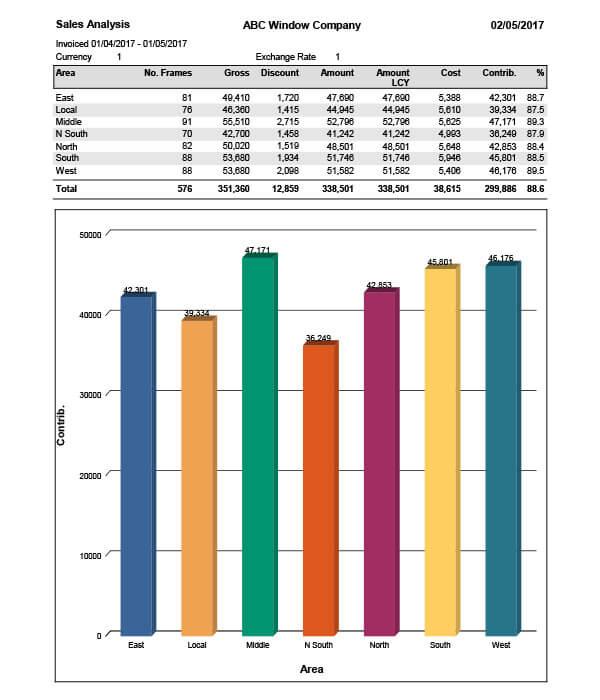 Sales Analysis ABC Window Company 02/05/2017
Invoiced 01/04/2017 - 01/05/2017
Currency 1 Exchange Rate 1
Area No. Frames Gross Discount Amount Amount LCY Cost Contrib. %
East 81 49,410 1,720 47,690 47,690 5,388 42,301 88.7
Local 76 46,360 1,415 44,945 44,945 5,610 39,334 87.5
Middle 91 55,510 2,715 52,796 52,796 5,625 47,171 89.3
N South 70 42,700 1,458 41,242 41,242 4,993 36,249 87.9
North 82 50,020 1,519 48,501 48,501 5,648 42,853 88.4
South 88 53,680 1,934 51,746 51,746 5,946 45,801 88.5
West 88 53,680 2,098 51,582 51,582 5,406 46,176 89.5
Total 576 351,360 12,859 338,501 338,501 38,615 299,886 88.6
50000
47,171
45,801
46,176
42,301
42,853
40000
39,334
36,249
30000
Contrib.
20000
10000
0
East Local Middle N South North South West
Area